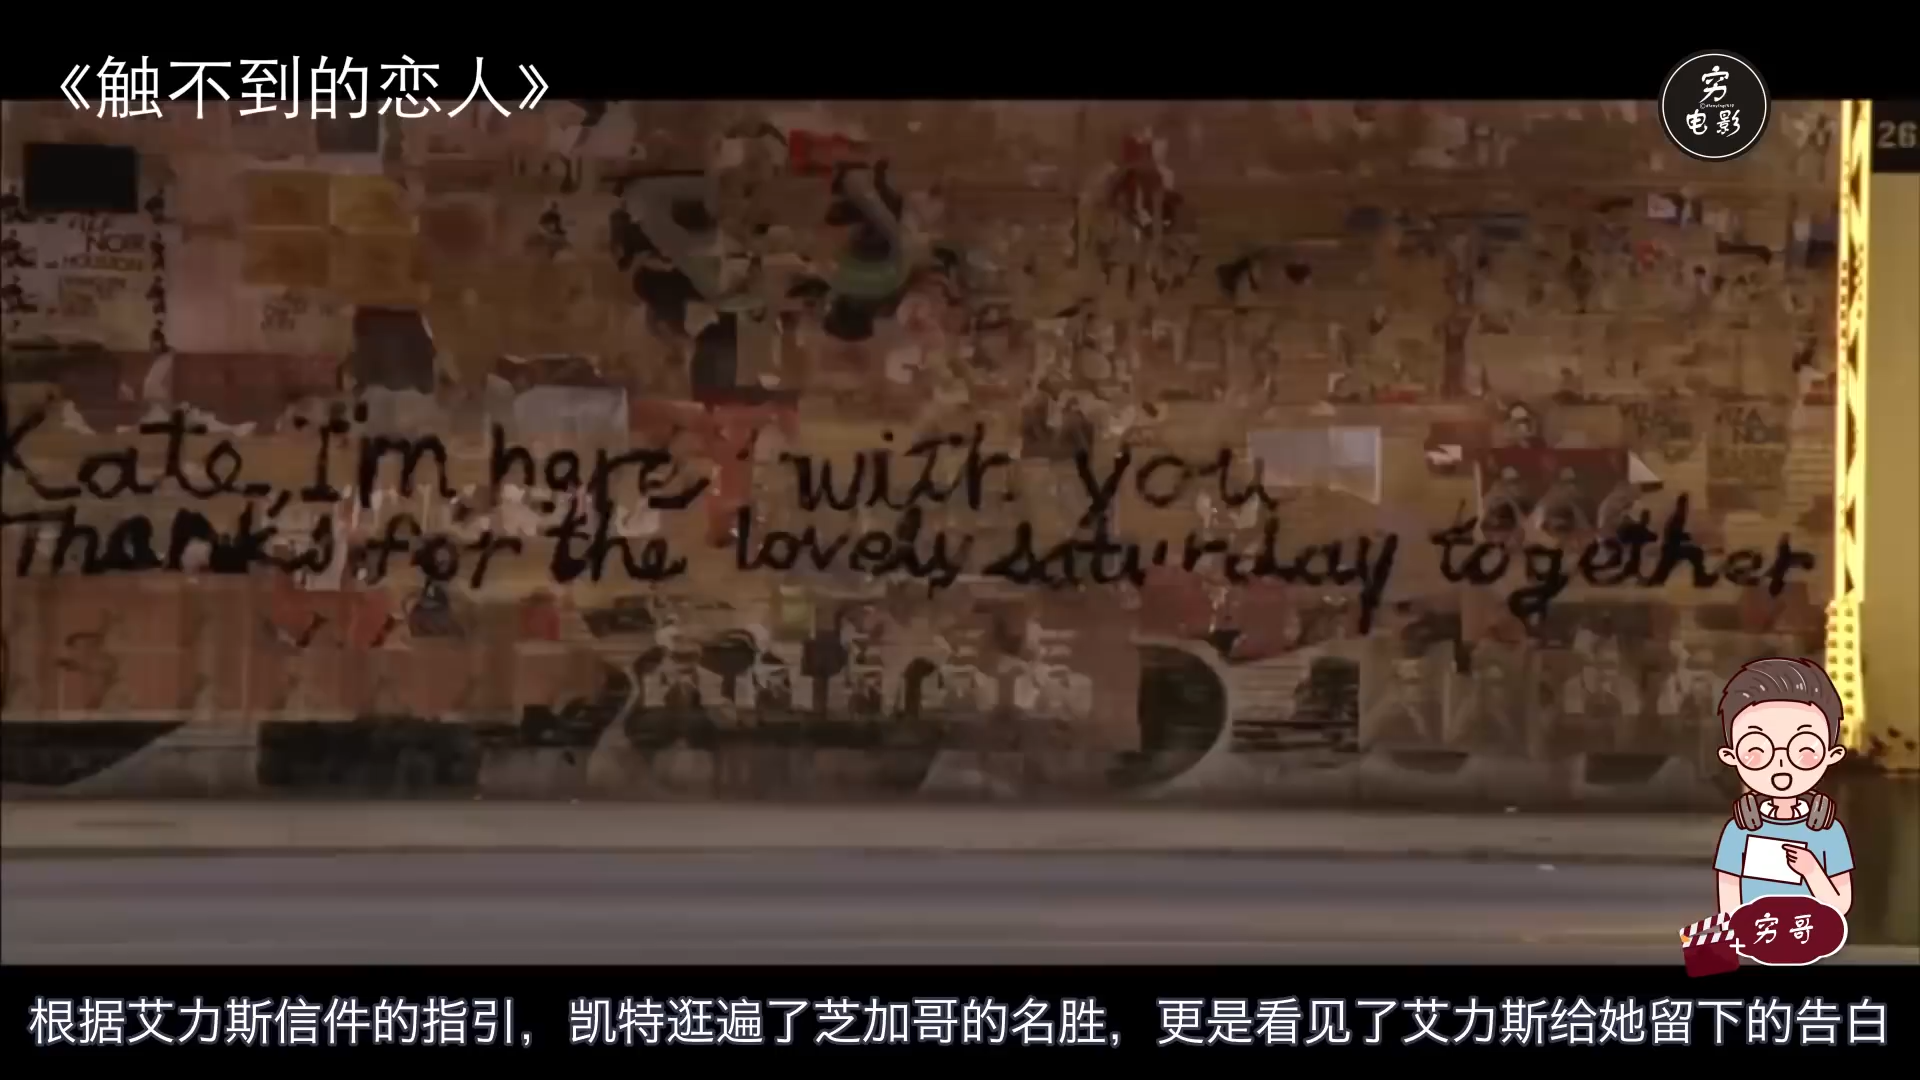 《触不到的恋人》
穷
电影
26
NOIR
HOUSTON
Kate, I'm here with you
Thanks for the lovely saturday together
穷哥
根据艾力斯信件的指引，凯特逛遍了芝加哥的名胜，更是看见了艾力斯给她留下的告白